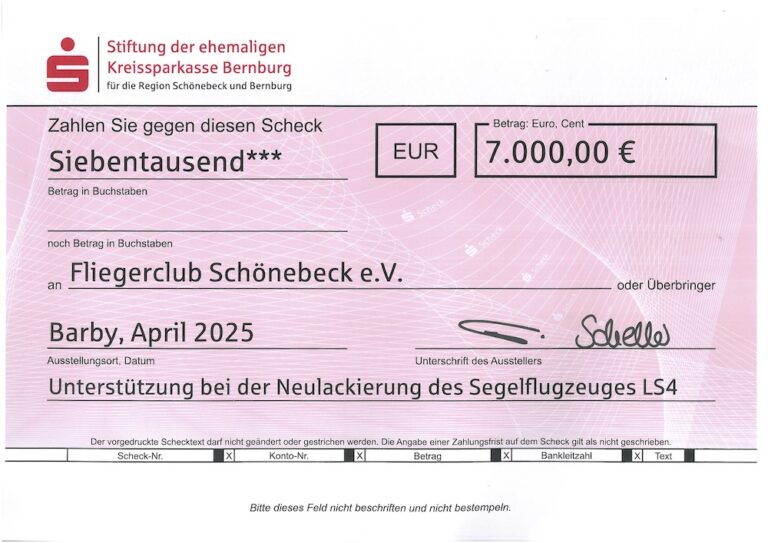 Stiftung der ehemaligen
Kreissparkasse Bernburg
für die Region Schönebeck und Bernburg
Zahlen Sie gegen diesen Scheck
Siebentausend***
EUR
Betrag: Euro, Cent
7.000,00 €
Betrag in Buchstaben
noch Betrag in Buchstaben
an Fliegerclub Schönebeck e.V. oder Überbringer
Barby, April 2025
Scheller
Ausstellungsort, Datum
Unterschrift des Ausstellers
Unterstützung bei der Neulackierung des Segelflugzeuges LS4
Der vorgedruckte Schecktext darf nicht geändert oder gestrichen werden. Die Angabe einer Zahlungsfrist auf dem Scheck gilt als nicht geschrieben.
Scheck-Nr. X Konto-Nr. X Betrag X Bankleitzahl X Text
Bitte dieses Feld nicht beschriften und nicht bestempeln.
Scheck
Scheck
Scheck